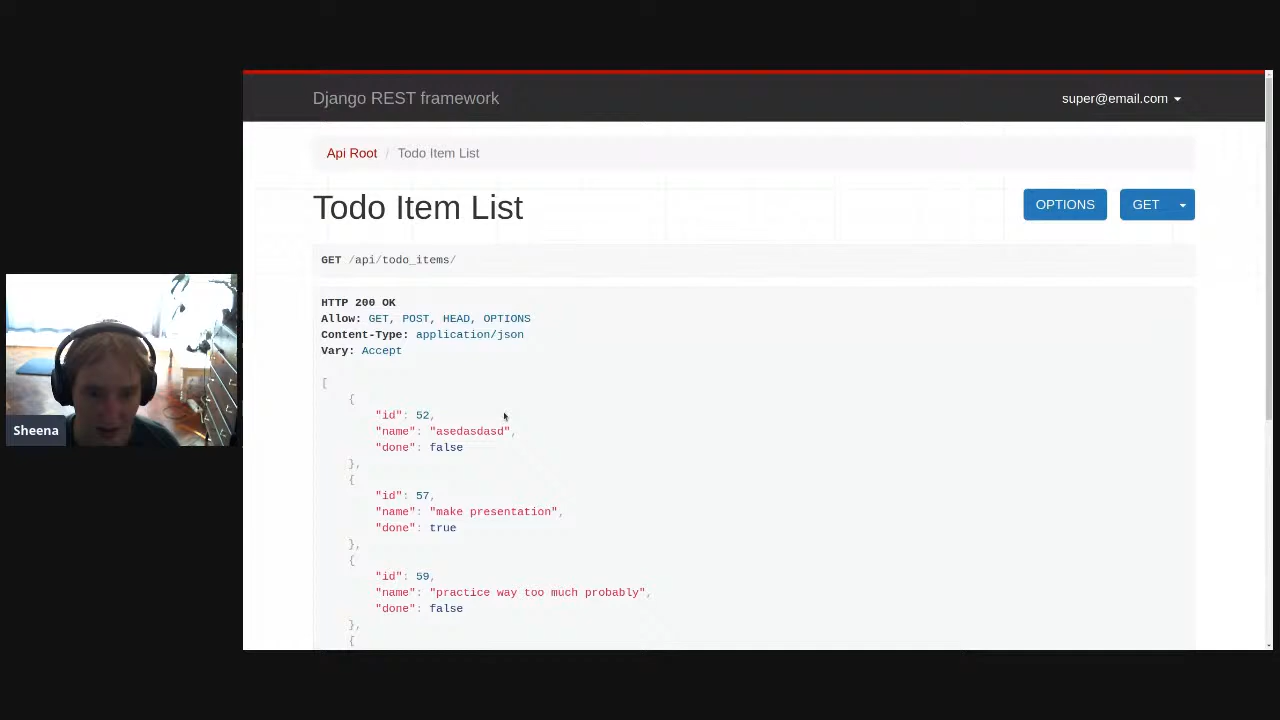 Django REST framework
super@email.com
Api Root / Todo Item List
Todo Item List
OPTIONS
GET
GET /api/todo_items/
HTTP 200 OK
Allow: GET, POST, HEAD, OPTIONS
Content-Type: application/json
Vary: Accept
[
{
"id": 52,
"name": "asedasdasd",
"done": false
},
{
"id": 57,
"name": "make presentation",
"done": true
},
{
"id": 59,
"name": "practice way too much probably",
"done": false
},
{
Sheena